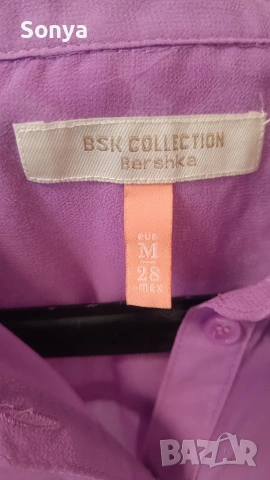 Sonya
BSK COLLECTION
Bershka
EUR
M
28
MEX
BAZAR